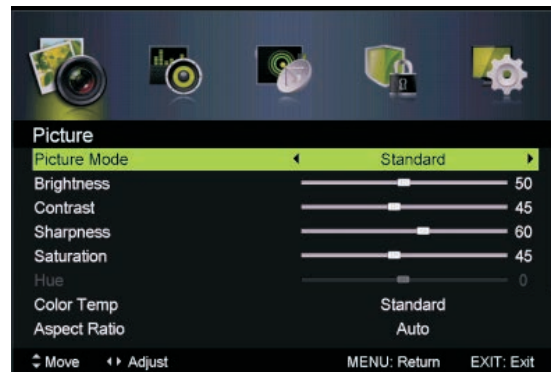 Picture
Picture Mode Standard
Brightness 50
Contrast 45
Sharpness 60
Saturation 45
Hue 0
Color Temp Standard
Aspect Ratio Auto
Move Adjust MENU: Return EXIT: Exit